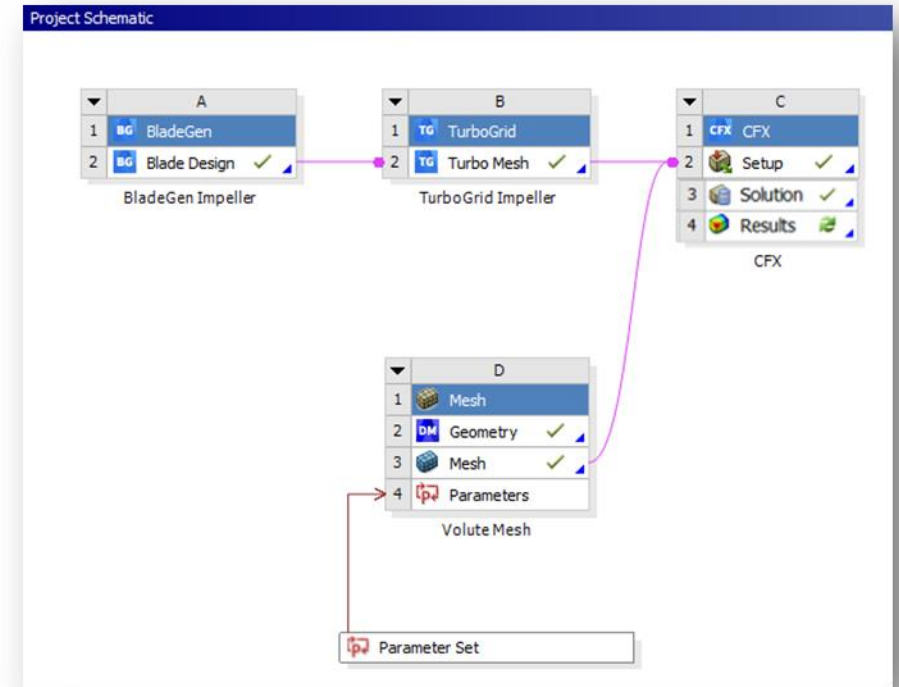 Project Schematic
A
1 BG BladeGen
2 BG Blade Design
BladeGen Impeller
B
1 TG TurboGrid
2 TG Turbo Mesh
TurboGrid Impeller
C
1 CFX CFX
2 Setup
3 Solution
4 Results
CFX
D
1 Mesh
2 DM Geometry
3 Mesh
4 Parameters
Volute Mesh
Parameter Set